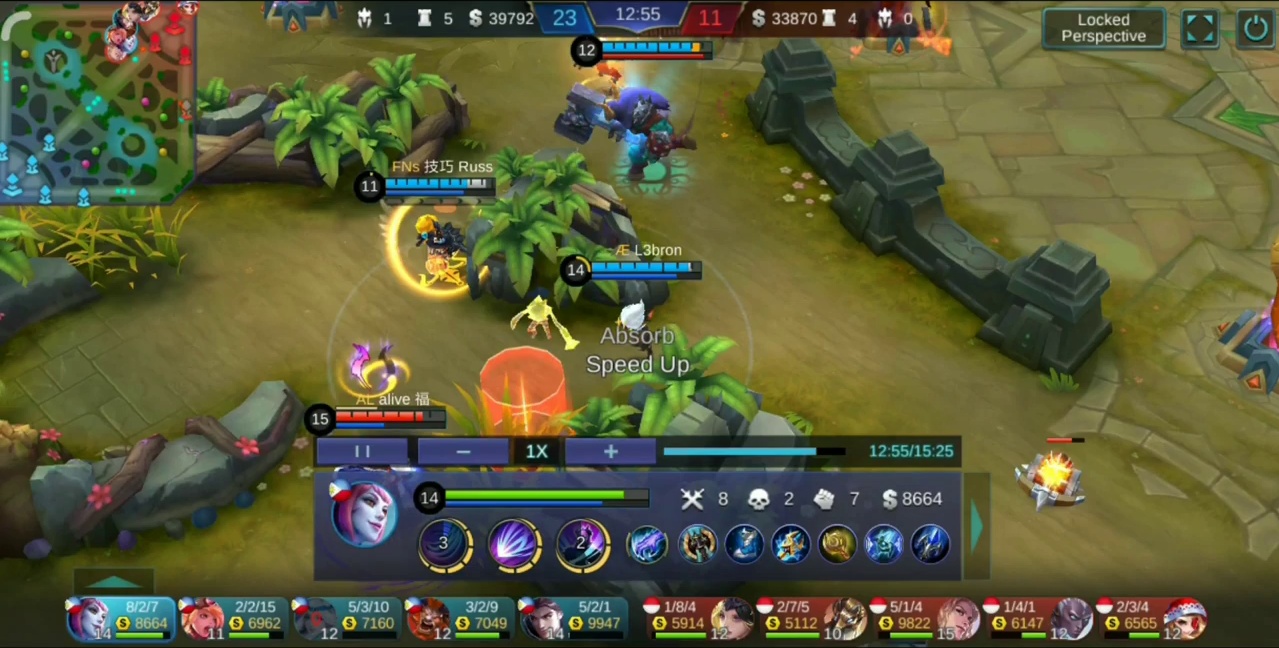 1 5 39792 23 12:55 11 33870 4 0
Locked
Perspective
12
FNs 技巧 Russ
11
Æ L3bron
14
Absorb
Speed Up
AL alive 福
15
1X
12:55/15:25
14 8 2 7 8664
3 2
8/2/7 2/2/15 5/3/10 3/2/9 5/2/1 1/8/4 2/7/5 5/1/4 1/4/1 2/3/4
8664 6962 7160 7049 9947 5914 5112 9822 6147 6565
14 11 12 12 14 12 10 15 12 12